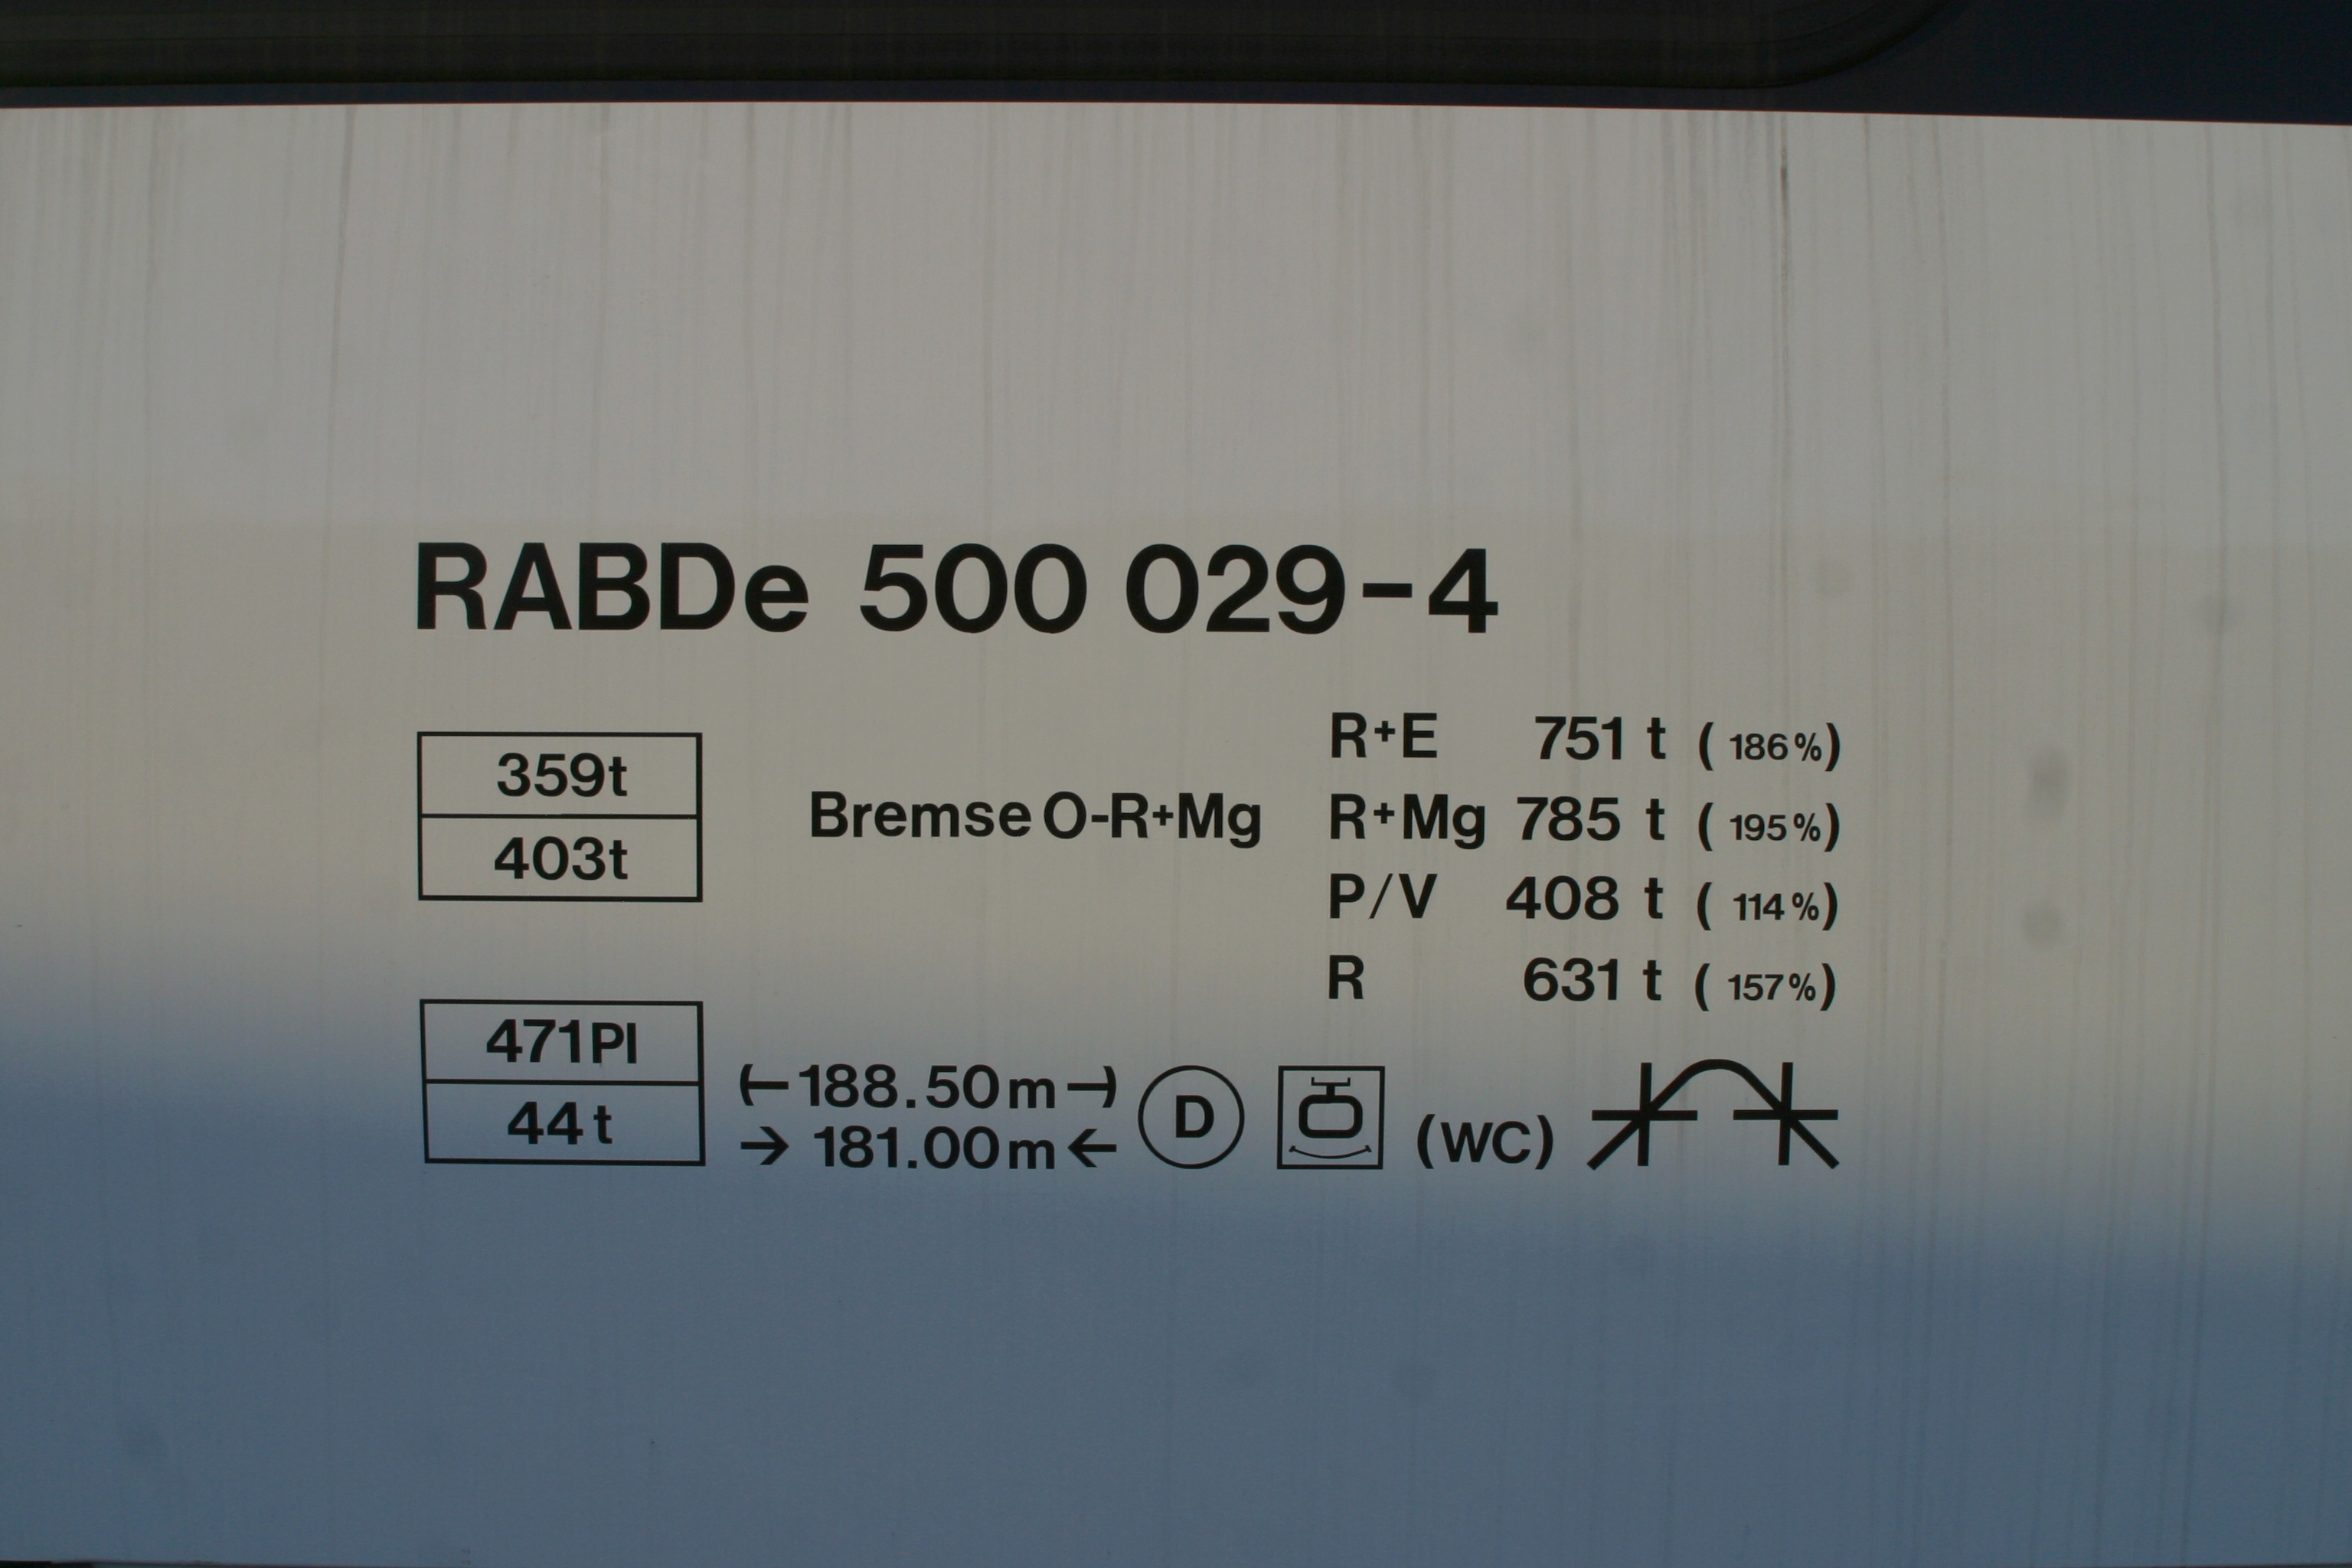 RABDe 500 029-4
359t
403t
Bremse O-R+Mg
R+E 751 t (186%)
R+Mg 785 t (195%)
P/V 408 t (114%)
R 631 t (157%)
471Pl
44t
188.50m
→ 181.00m ←
D
(WC)